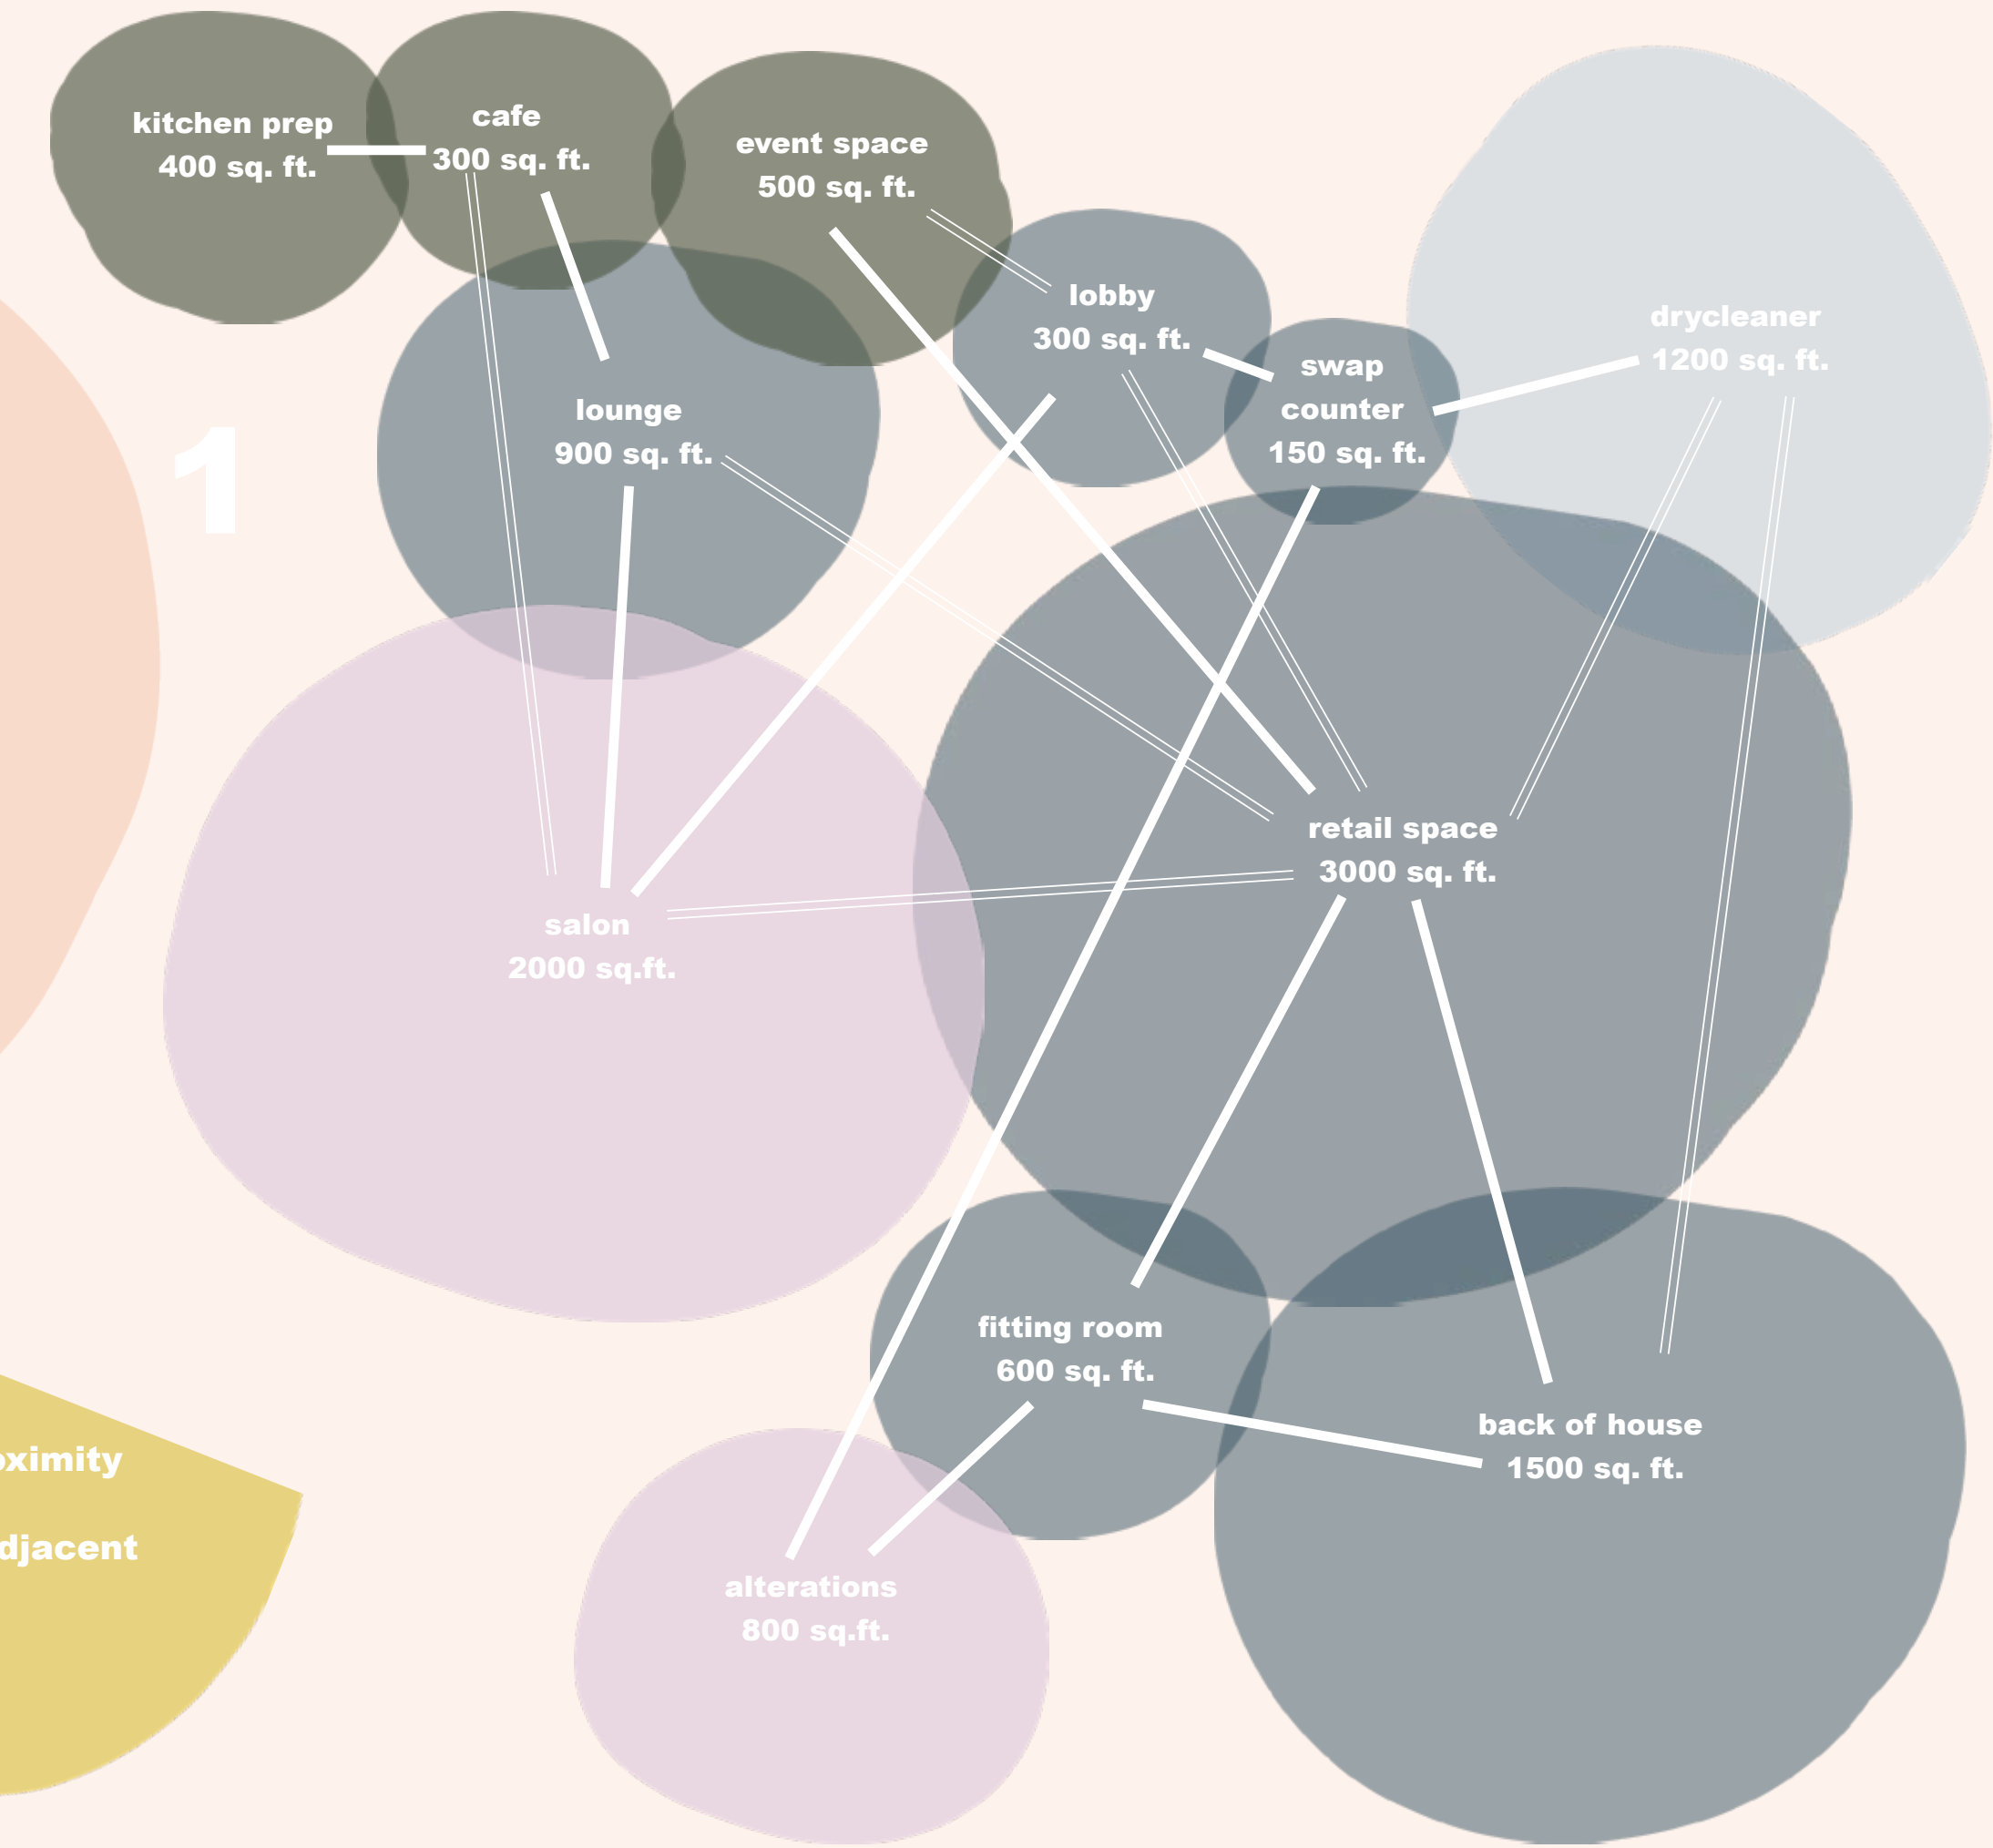 kitchen prep
400 sq. ft.
cafe
300 sq. ft.
event space
500 sq. ft.
lobby
300 sq. ft.
swap
counter
150 sq. ft.
drycleaner
1200 sq. ft.
lounge
900 sq. ft.
1
retail space
3000 sq. ft.
salon
2000 sq.ft.
fitting room
600 sq. ft.
back of house
1500 sq. ft.
alterations
800 sq.ft.
oximity
djacent